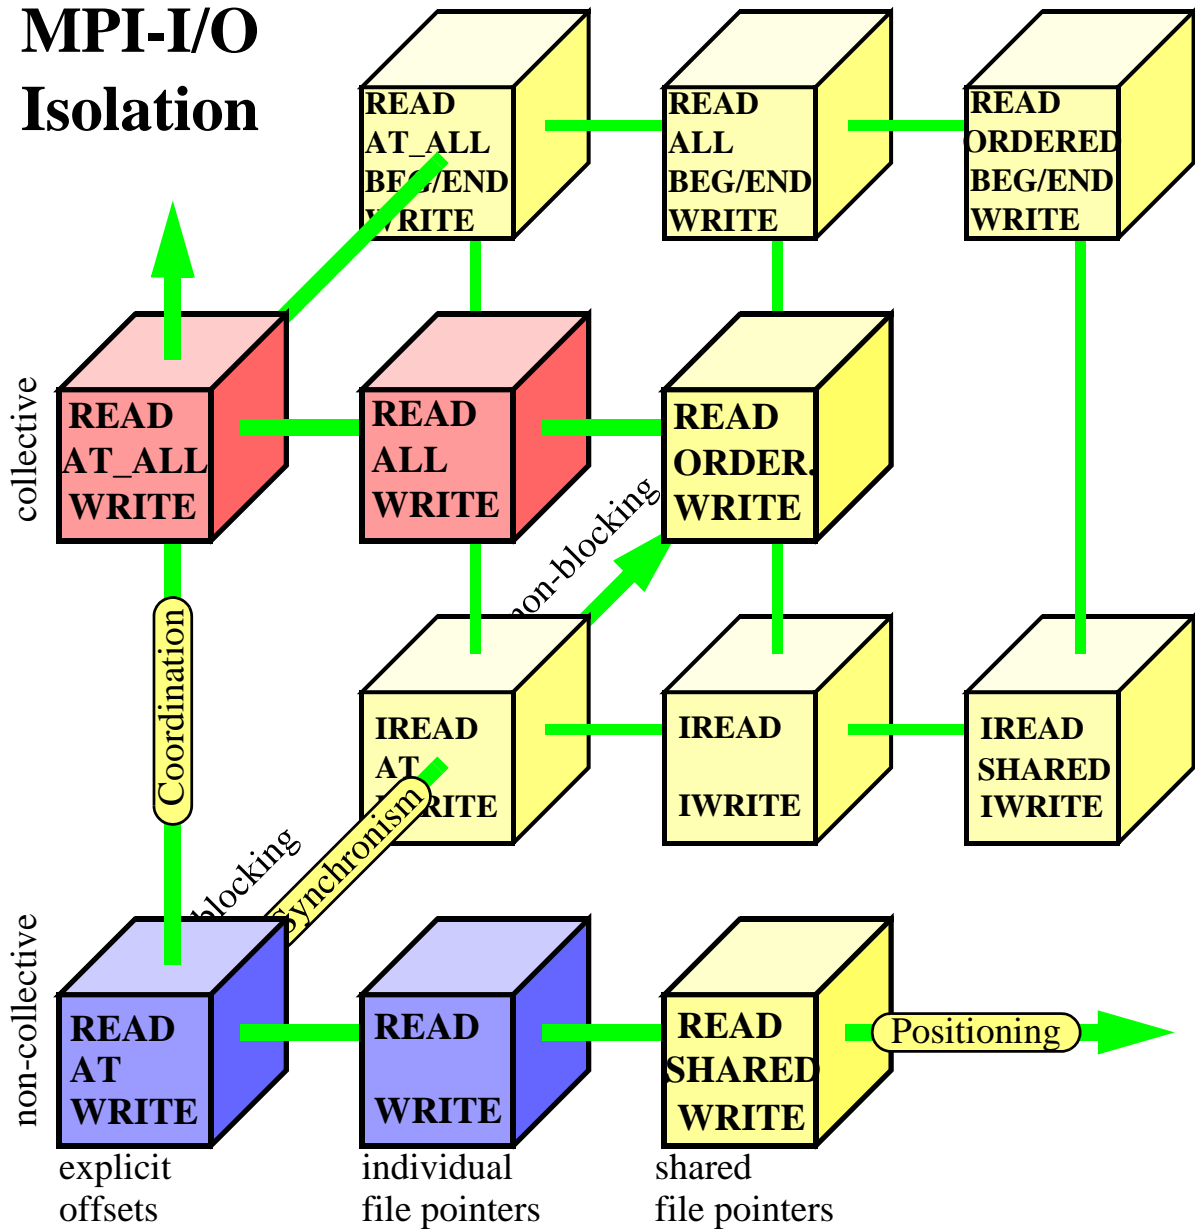 MPI-I/O
Isolation
READ
AT_ALL
BEG/END
WRITE
READ
ALL
BEG/END
WRITE
READ
ORDERED
BEG/END
WRITE
collective
READ
AT_ALL
WRITE
READ
ALL
WRITE
READ
ORDER.
WRITE
non-blocking
Coordination
IREAD
AT
IWRITE
IREAD
IWRITE
IREAD
SHARED
IWRITE
blocking
Synchronism
non-collective
READ
AT
WRITE
READ
WRITE
READ
SHARED
WRITE
Positioning
explicit
offsets
individual
file pointers
shared
file pointers